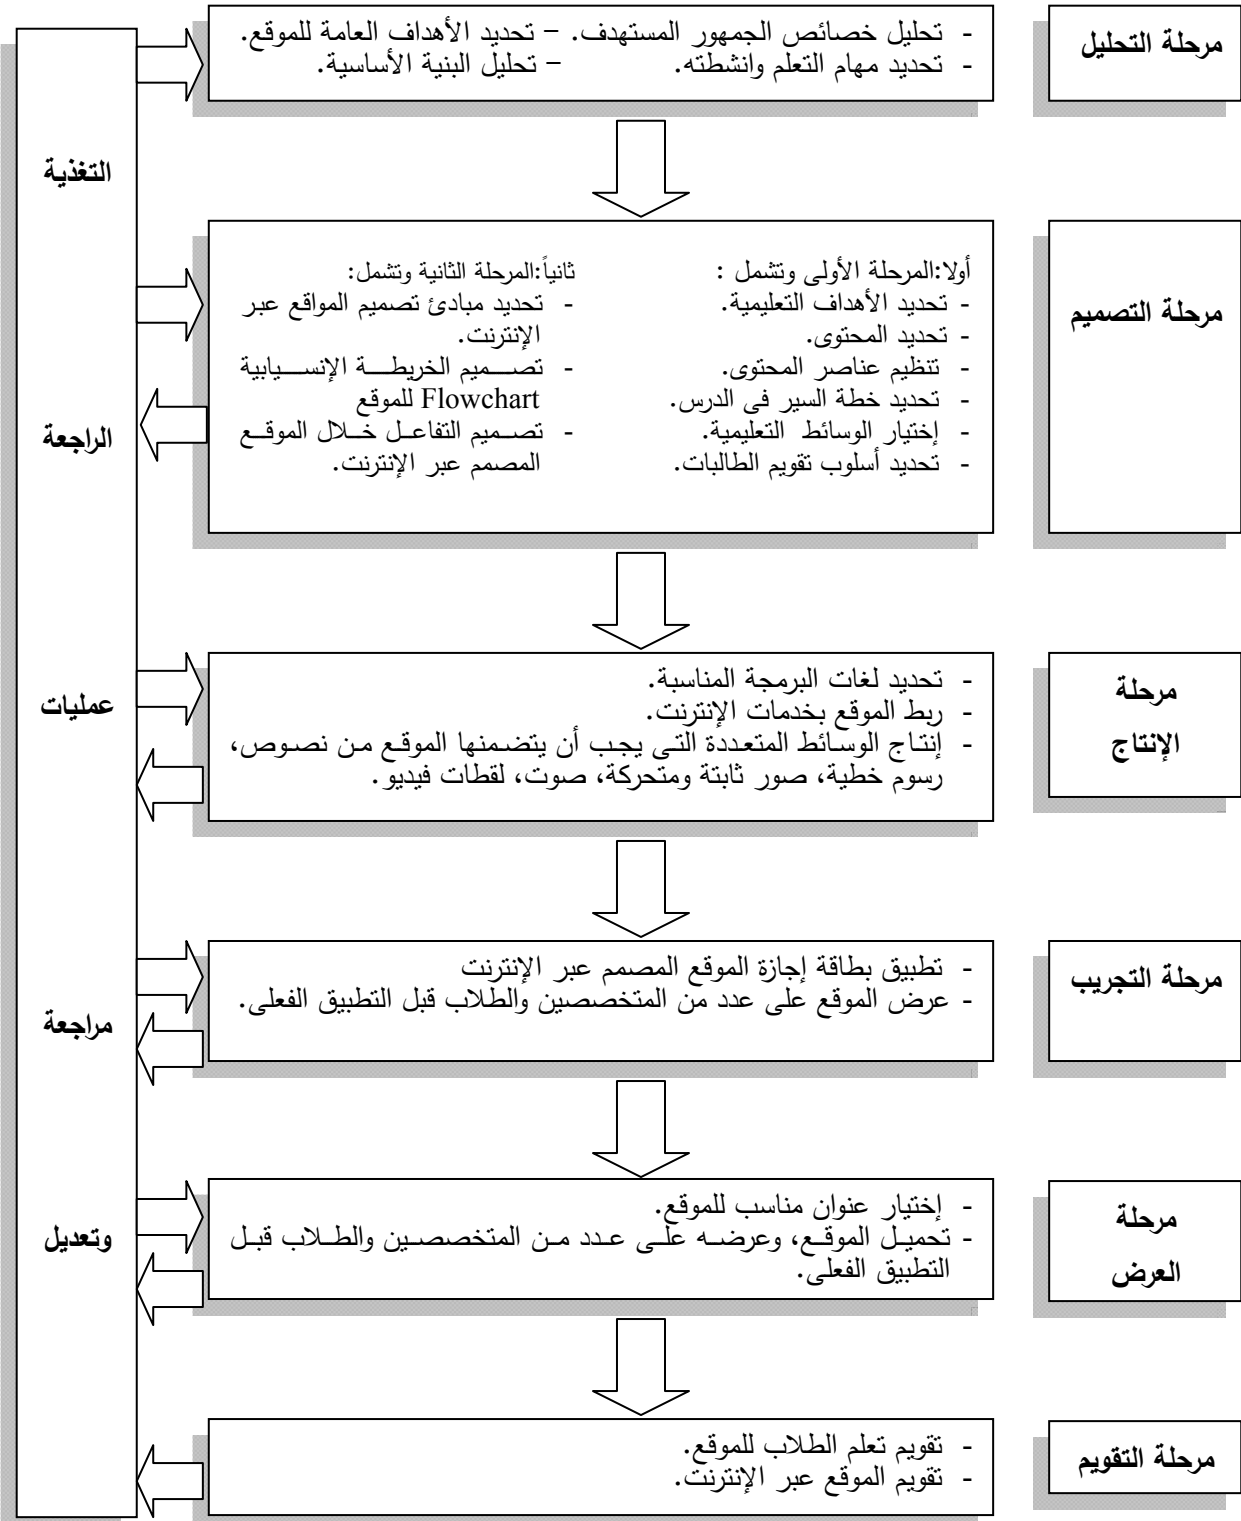 مرحلة التحليل
- تحليل خصائص الجمهور المستهدف. – تحديد الأهداف العامة للموقع.
- تحديد مهام التعلم وانشطته. – تحليل البنية الأساسية.
مرحلة التصميم
أولا:المرحلة الأولى وتشمل :
- تحديد الأهداف التعليمية.
- تحديد المحتوى.
- تنظيم عناصر المحتوى.
- تحديد خطة السير فى الدرس.
- إختيار الوسائط التعليمية.
- تحديد أسلوب تقويم الطالبات.
ثانياً:المرحلة الثانية وتشمل:
- تحديد مبادئ تصميم المواقع عبر
الإنترنت.
- تصميم الخريطة الإنسيابية
Flowchart للموقع
- تصميم التفاعل خلال الموقع
المصمم عبر الإنترنت.
مرحلة
الإنتاج
- تحديد لغات البرمجة المناسبة.
- ربط الموقع بخدمات الإنترنت.
- إنتاج الوسائط المتعددة التى يجب أن يتضمنها الموقع من نصوص،
رسوم خطية، صور ثابتة ومتحركة، صوت، لقطات فيديو.
مرحلة التجريب
- تطبيق بطاقة إجازة الموقع المصمم عبر الإنترنت
- عرض الموقع على عدد من المتخصصين والطلاب قبل التطبيق الفعلى.
مرحلة
العرض
- إختيار عنوان مناسب للموقع.
- تحميل الموقع، وعرضه على عدد من المتخصصين والطلاب قبل
التطبيق الفعلى.
مرحلة التقويم
- تقويم تعلم الطلاب للموقع.
- تقويم الموقع عبر الإنترنت.
التغذية
الراجعة
عمليات
مراجعة
وتعديل